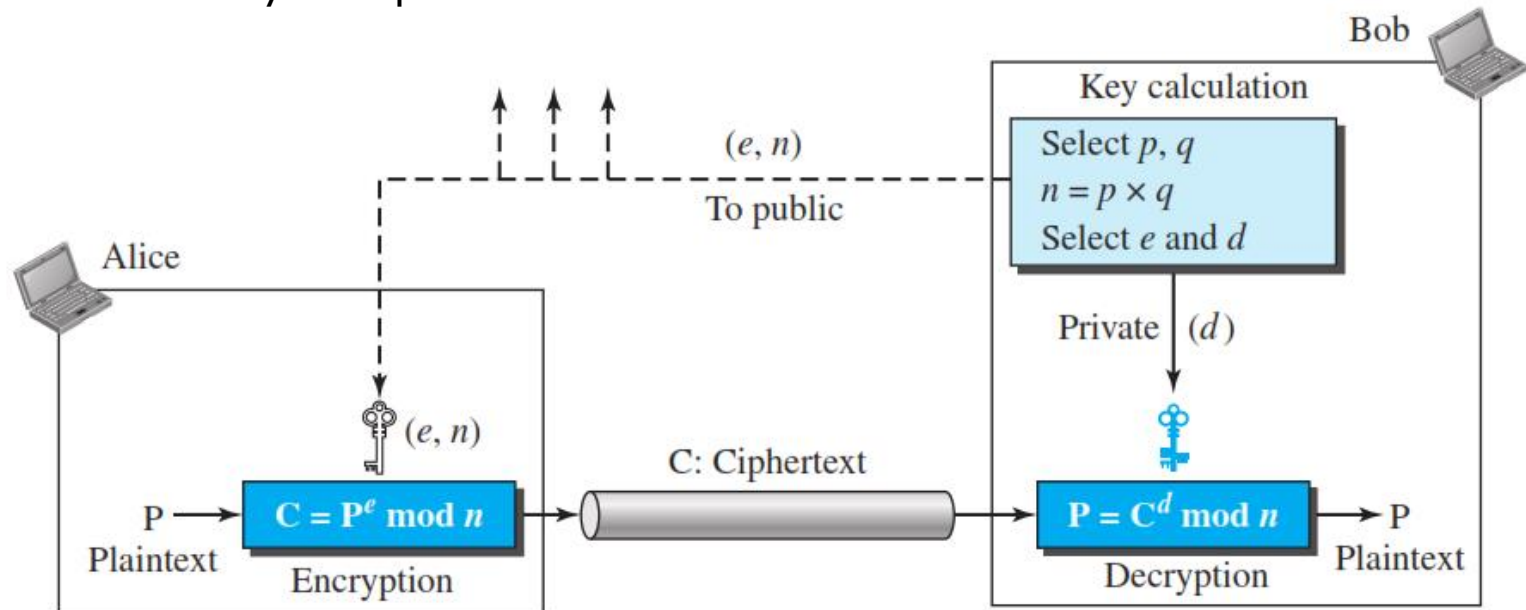 Bob
Key calculation
Select p, q
n = p × q
Select e and d
(e, n)
To public
Alice
Private (d)
(e, n)
C: Ciphertext
P
Plaintext
C = P^e mod n
Encryption
P = C^d mod n
Decryption
P
Plaintext